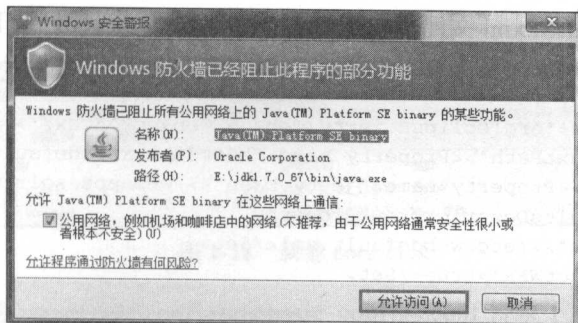 Windows 安全警报
Windows 防火墙已经阻止此程序的部分功能
Windows 防火墙已阻止所有公用网络上的 Java(TM) Platform SE binary 的某些功能。
名称(N): Java(TM) Platform SE binary
发布者(P): Oracle Corporation
路径(H): E:\jdk1.7.0_67\bin\java.exe
允许 Java(TM) Platform SE binary 在这些网络上通信:
公用网络，例如机场和咖啡店中的网络(不推荐，由于公用网络通常安全性很小或
者根本不安全)(U)
允许程序通过防火墙有何风险?
允许访问(A) 取消